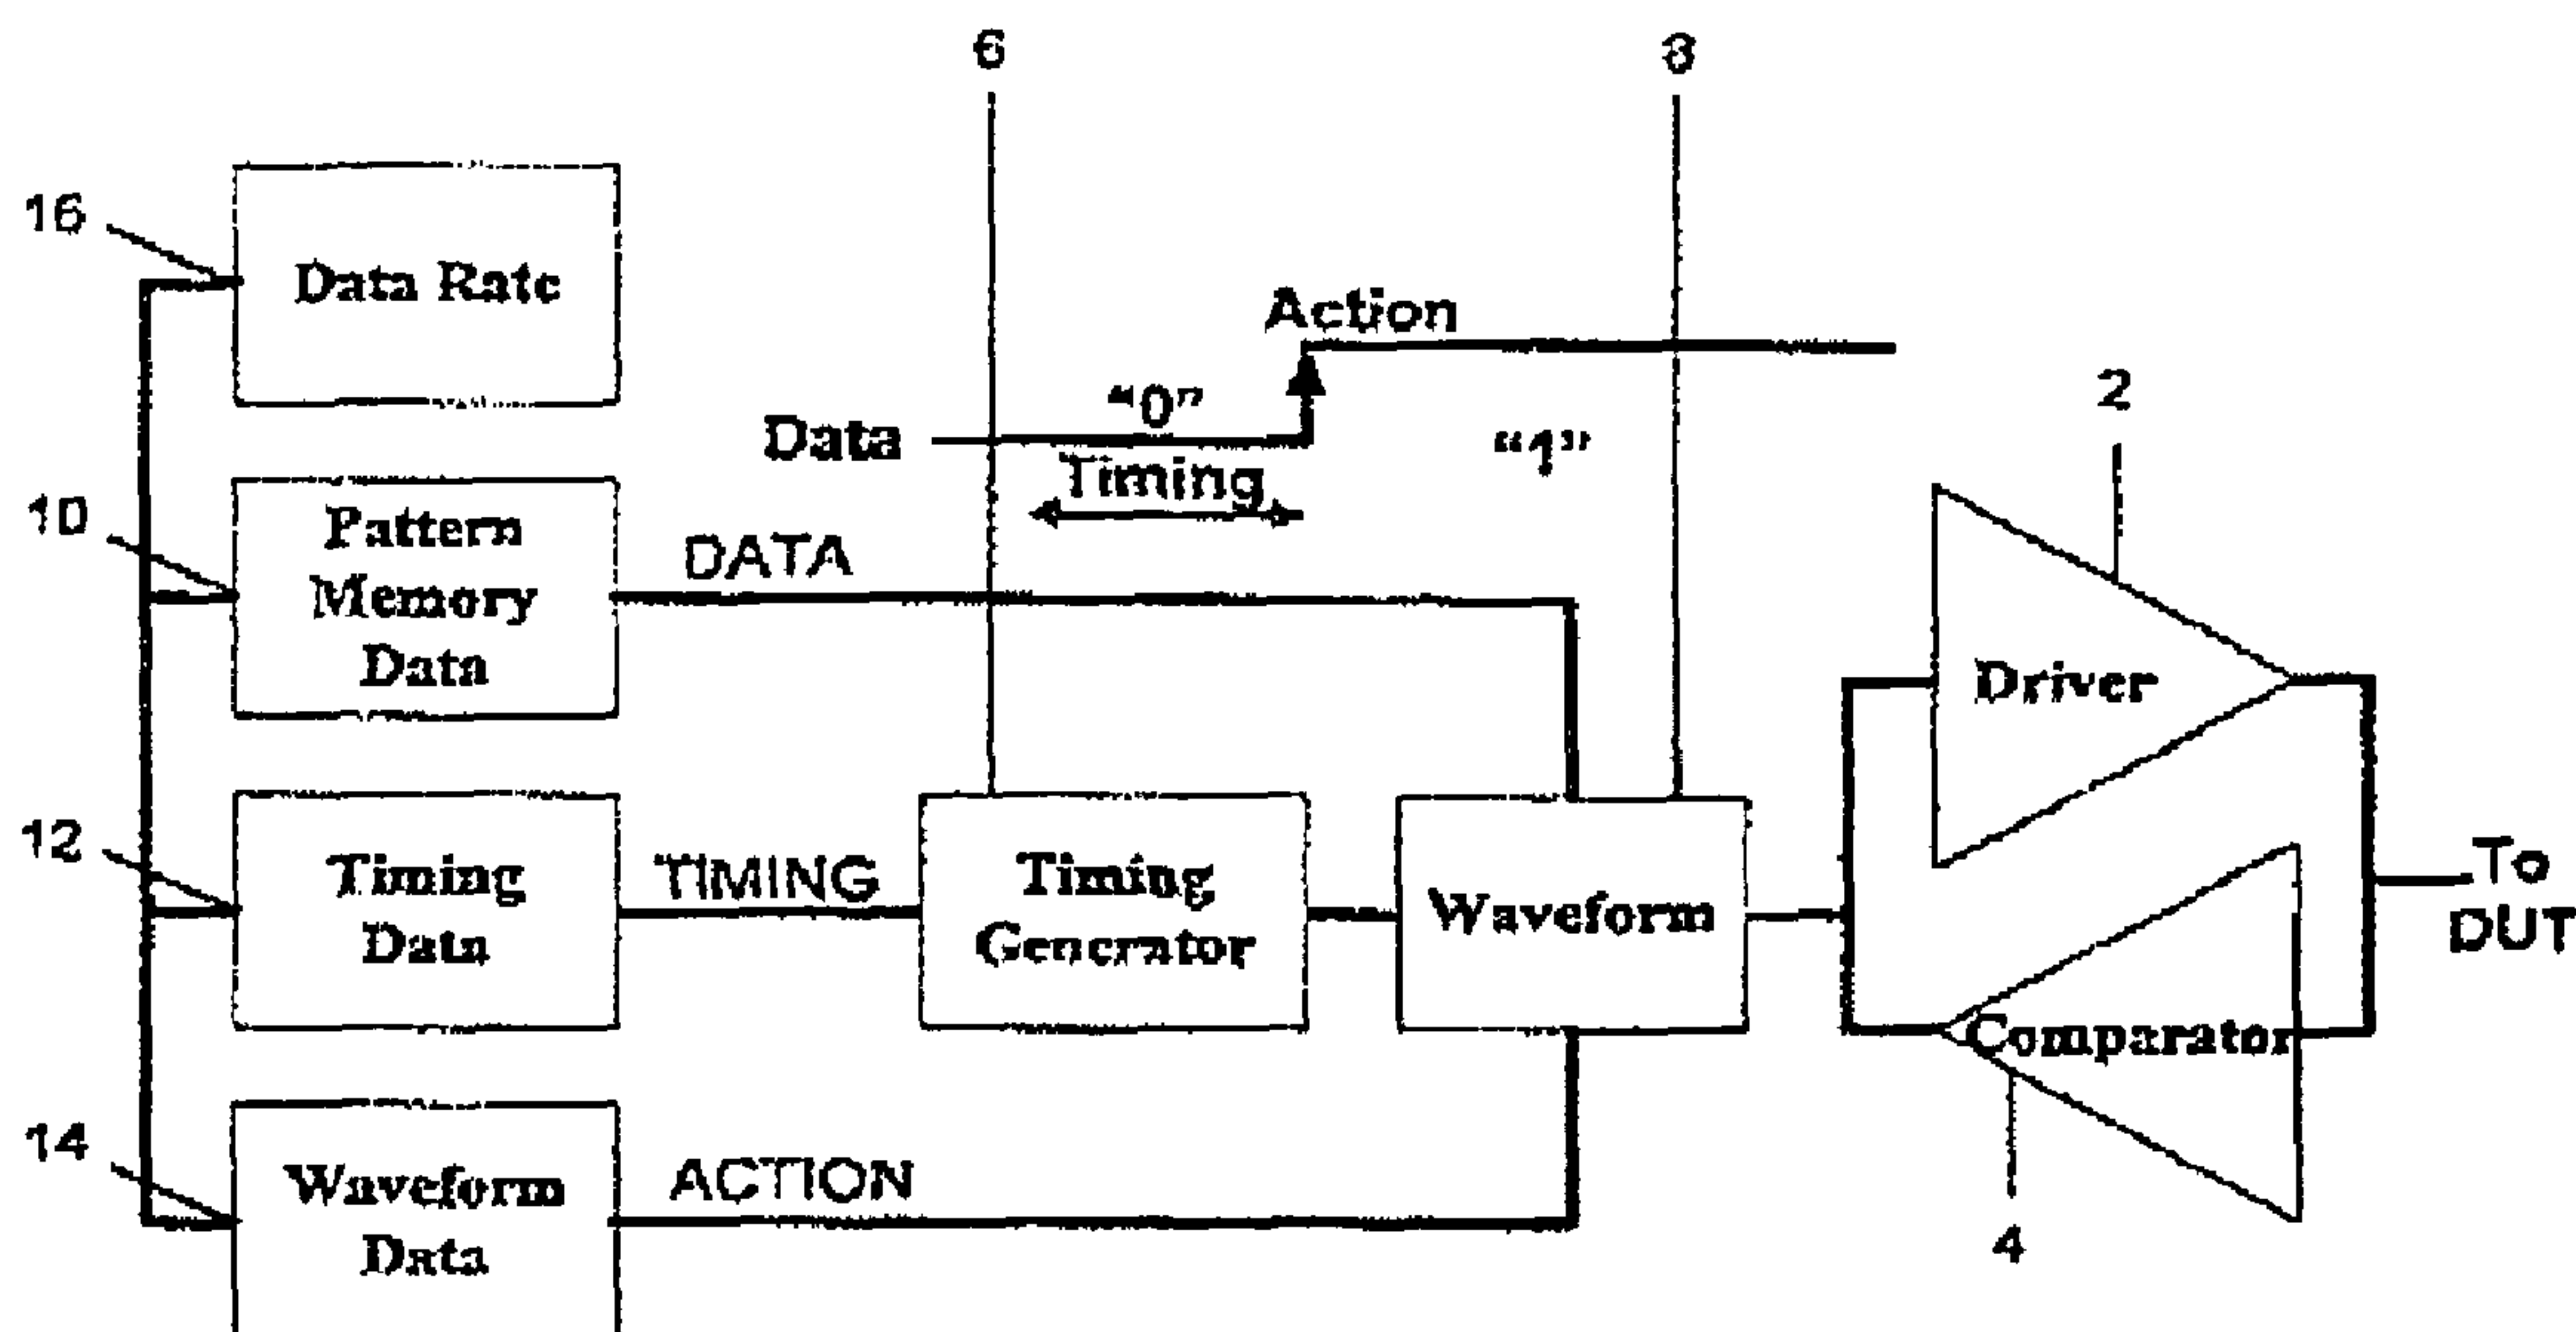 6
16
Data Rate
Action
2
"0"
Data
"1"
Timing
10
Pattern
Memory
Data
DATA
Driver
12
Timing
Data
TIMING
Timing
Generator
Waveform
To
DUT
Comparator
14
Waveform
Data
ACTION
4